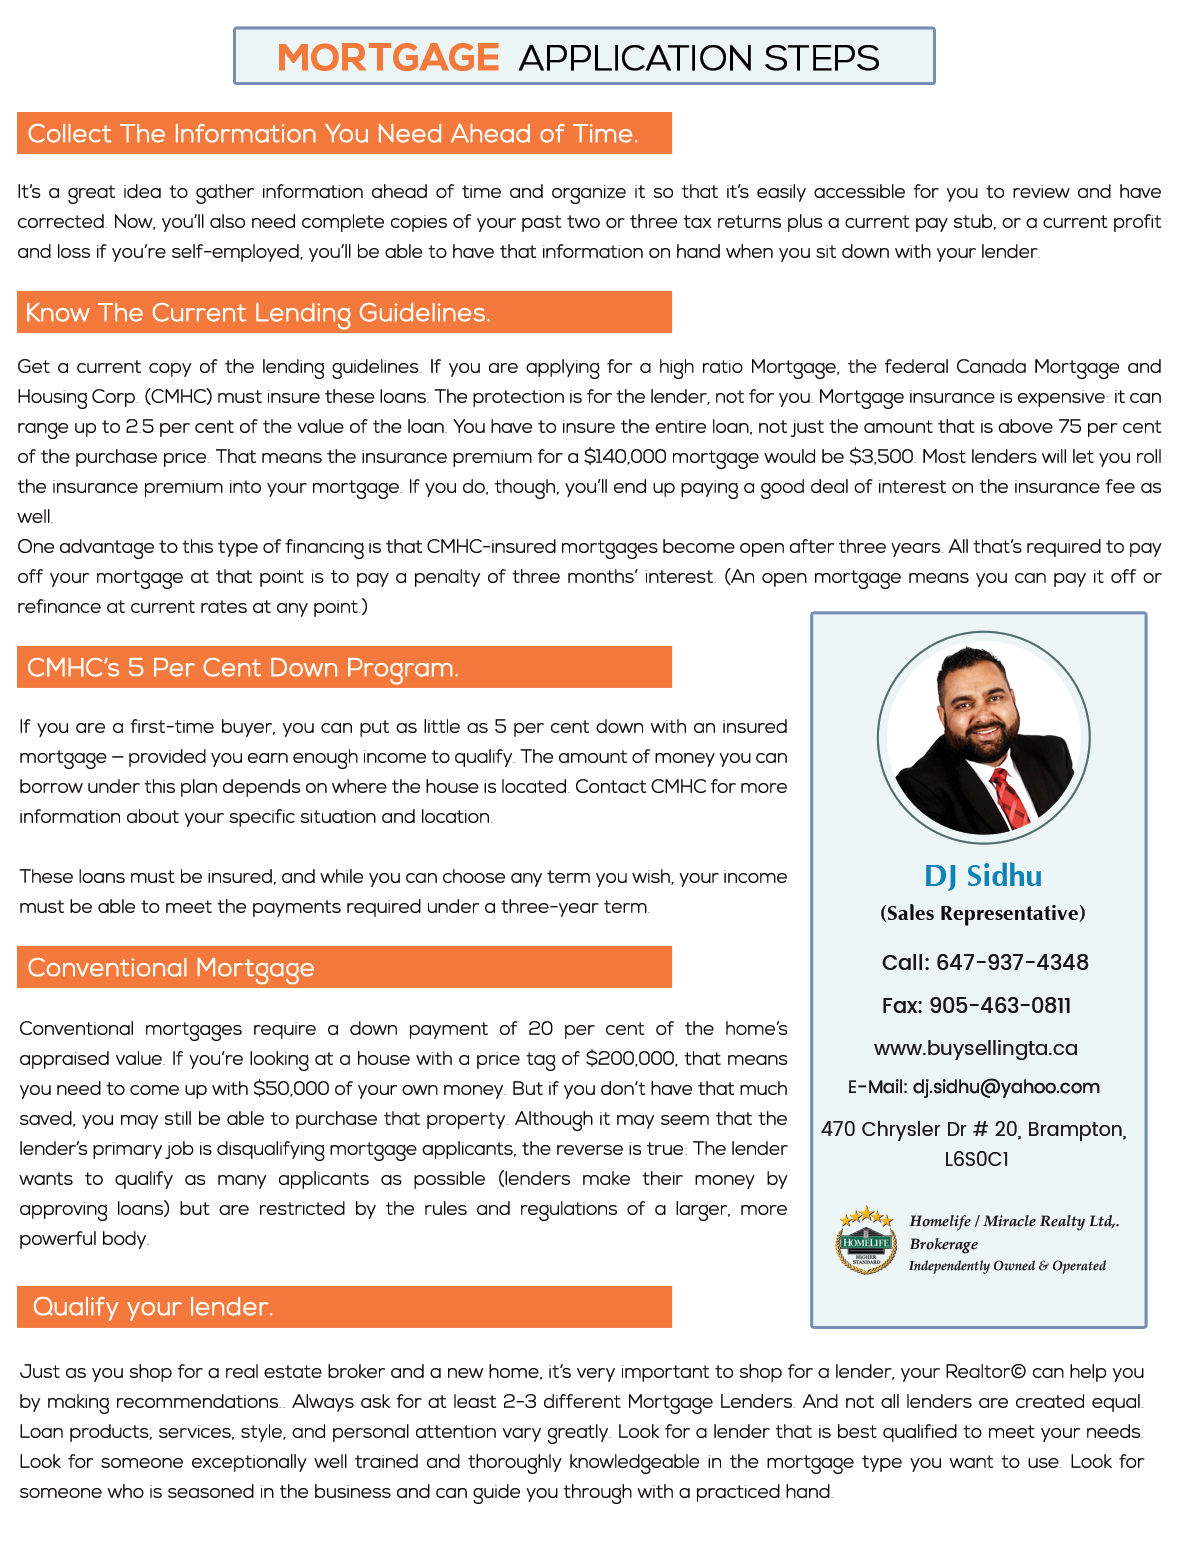 MORTGAGE APPLICATION STEPS
Collect The Information You Need Ahead of Time.
It's a great idea to gather information ahead of time and organize it so that it's easily accessible for you to review and have
corrected. Now, you'll also need complete copies of your past two or three tax returns plus a current pay stub, or a current profit
and loss if you're self-employed, you'll be able to have that information on hand when you sit down with your lender.
Know The Current Lending Guidelines.
Get a current copy of the lending guidelines. If you are applying for a high ratio Mortgage, the federal Canada Mortgage and
Housing Corp. (CMHC) must insure these loans. The protection is for the lender, not for you. Mortgage insurance is expensive: it can
range up to 2.5 per cent of the value of the loan. You have to insure the entire loan, not just the amount that is above 75 per cent
of the purchase price. That means the insurance premium for a $140,000 mortgage would be $3,500. Most lenders will let you roll
the insurance premium into your mortgage. If you do, though, you'll end up paying a good deal of interest on the insurance fee as
well.
One advantage to this type of financing is that CMHC-insured mortgages become open after three years. All that's required to pay
off your mortgage at that point is to pay a penalty of three months' interest. (An open mortgage means you can pay it off or
refinance at current rates at any point.)
CMHC's 5 Per Cent Down Program.
If you are a first-time buyer, you can put as little as 5 per cent down with an insured
mortgage – provided you earn enough income to qualify. The amount of money you can
borrow under this plan depends on where the house is located. Contact CMHC for more
information about your specific situation and location.
These loans must be insured, and while you can choose any term you wish, your income
must be able to meet the payments required under a three-year term.
Conventional Mortgage
Conventional mortgages require a down payment of 20 per cent of the home's
appraised value. If you're looking at a house with a price tag of $200,000, that means
you need to come up with $50,000 of your own money. But if you don't have that much
saved, you may still be able to purchase that property. Although it may seem that the
lender's primary job is disqualifying mortgage applicants, the reverse is true: The lender
wants to qualify as many applicants as possible (lenders make their money by
approving loans) but are restricted by the rules and regulations of a larger, more
powerful body.
DJ Sidhu
(Sales Representative)
Call: 647-937-4348
Fax: 905-463-0811
www.buysellingta.ca
E-Mail: dj.sidhu@yahoo.com
470 Chrysler Dr # 20, Brampton,
L6S0C1
HOMELIFE
HIGHER
STANDARD
Homelife / Miracle Realty Ltd,.
Brokerage
Independently Owned & Operated
Qualify your lender.
Just as you shop for a real estate broker and a new home, it's very important to shop for a lender, your Realtor© can help you
by making recommendations.. Always ask for at least 2-3 different Mortgage Lenders. And not all lenders are created equal.
Loan products, services, style, and personal attention vary greatly. Look for a lender that is best qualified to meet your needs.
Look for someone exceptionally well trained and thoroughly knowledgeable in the mortgage type you want to use. Look for
someone who is seasoned in the business and can guide you through with a practiced hand.